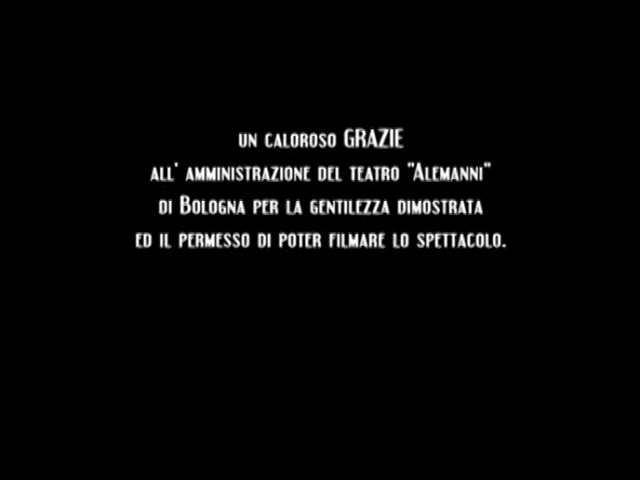 un caloroso GRAZIE
all' amministrazione del teatro "Alemanni"
di Bologna per la gentilezza dimostrata
ed il permesso di poter filmare lo spettacolo.